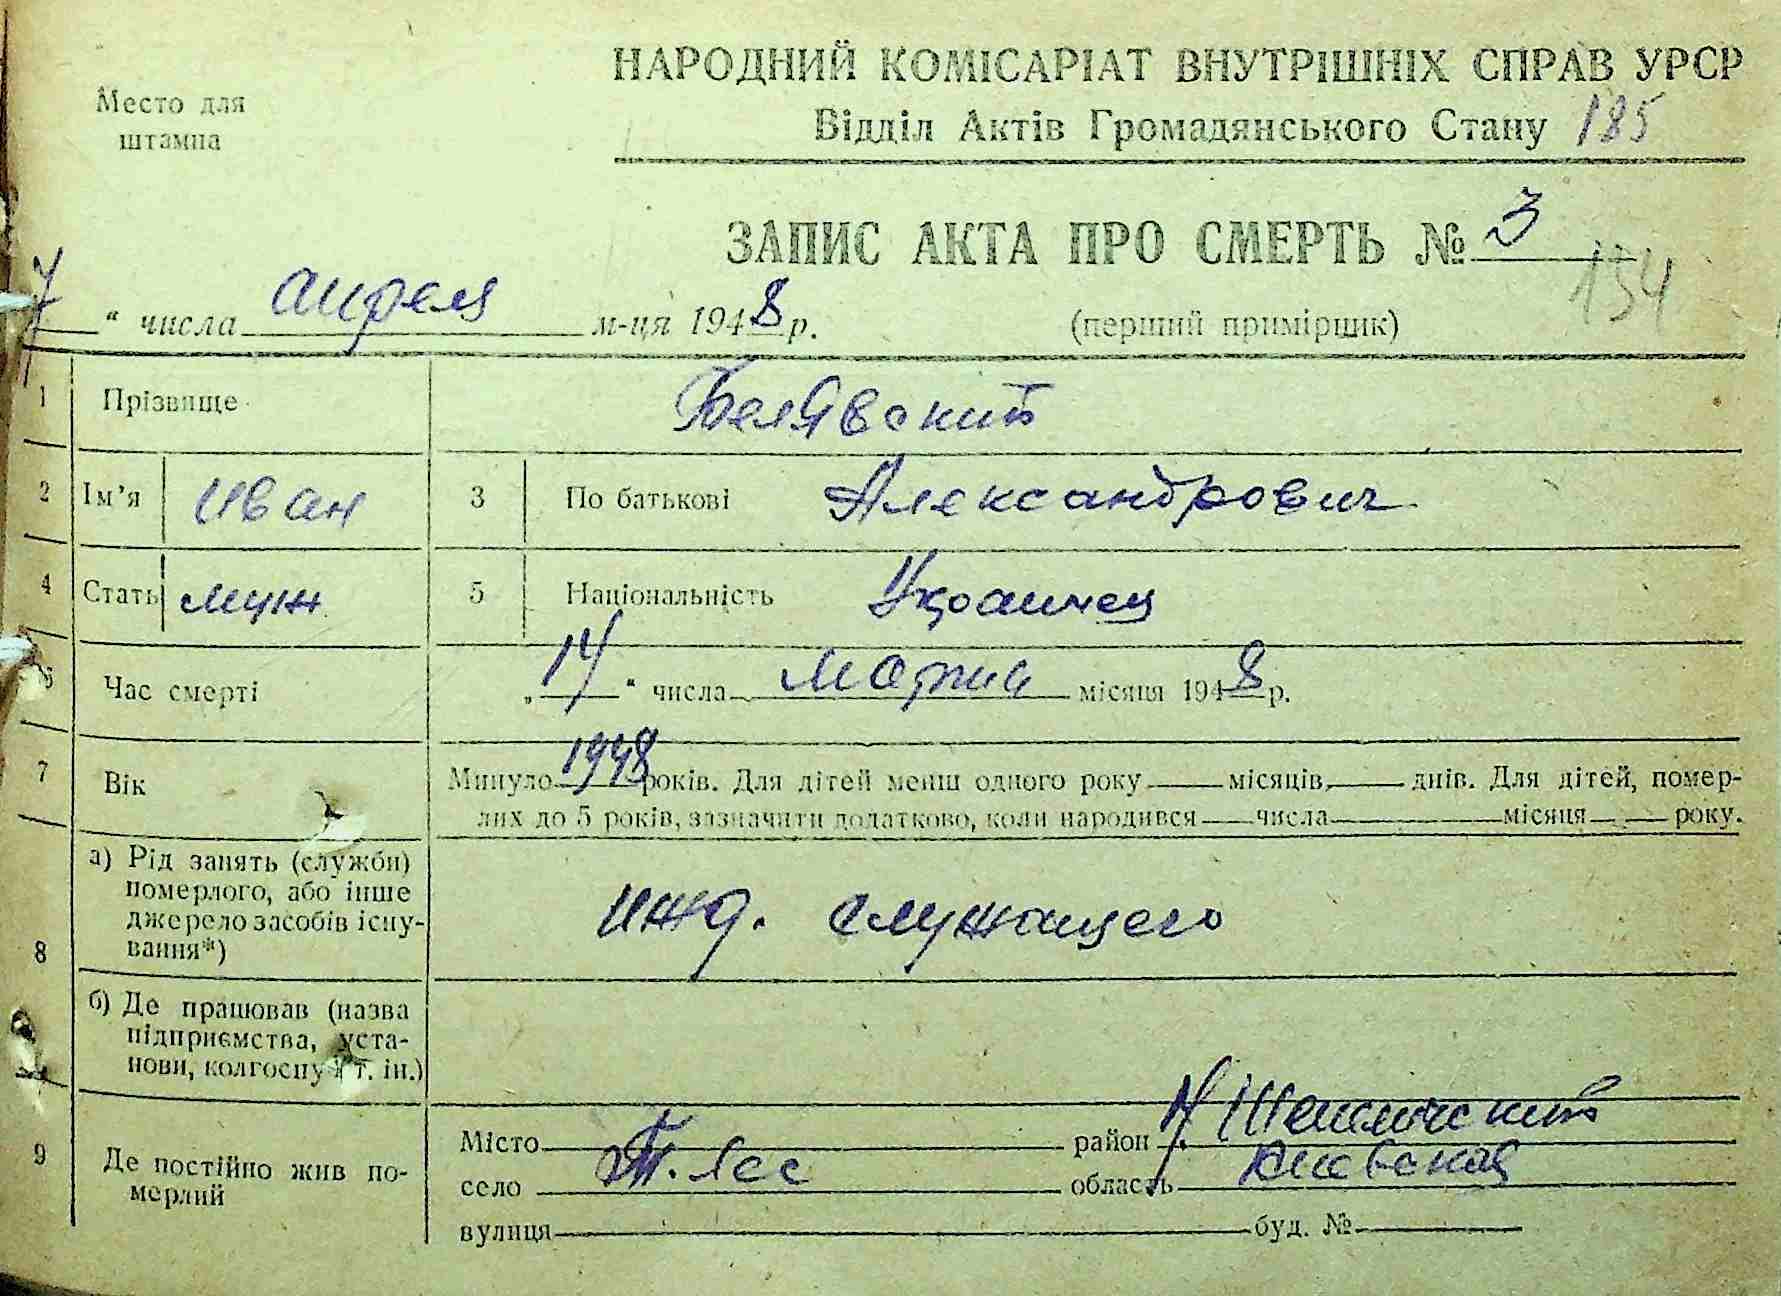 НАРОДНИЙ КОМІСАРІАТ ВНУТРІШНІХ СПРАВ УРСР
Место для
штампа
Відділ Актів Громадянського Стану 185
ЗАПИС АКТА ПРО СМЕРТЬ № 3
154
7 “ числа апреля м-ця 1948 р. (перший примірник)
1 Прізвище Белявский
2 Ім’я Иван 3 По батькові Александрович
4 Стать муж 5 Національність Украинец
6 Час смерті „14“ числа марта місяця 1948 р.
7 Вік Минуло 1948 років. Для дітей менш одного року місяців, днів. Для дітей, помер-
лих до 5 років, зазначити додатково, коли народився числа місяця року.
8 а) Рід занять (служби)
померлого, або інше
джерело засобів існу-
вання*)
ижд. служащего
б) Де працював (назва
підприємства, уста-
нови, колгоспу і т. ін.)
9 Де постійно жив по-
мерлий
Місто район
село область Киевская
вулиця буд. №